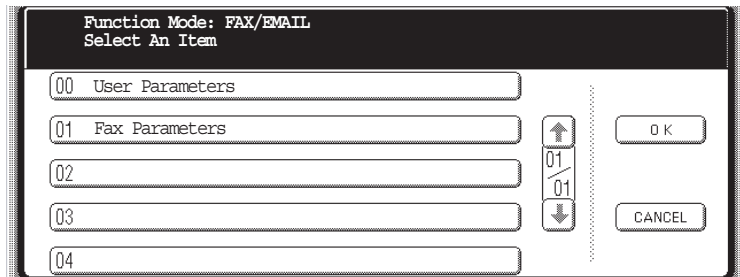 Function Mode: FAX/EMAIL
Select An Item
00 User Parameters
01 Fax Parameters
02
03
04
01/01
OK
CANCEL